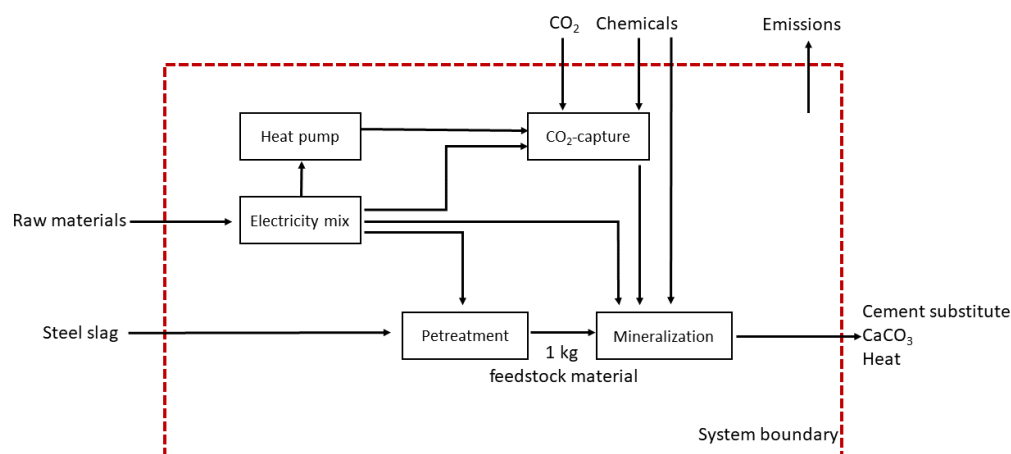 CO₂ Chemicals Emissions
Heat pump
CO₂-capture
Raw materials
Electricity mix
Steel slag
Petreatment
Mineralization
1 kg
feedstock material
Cement substitute
CaCO₃
Heat
System boundary